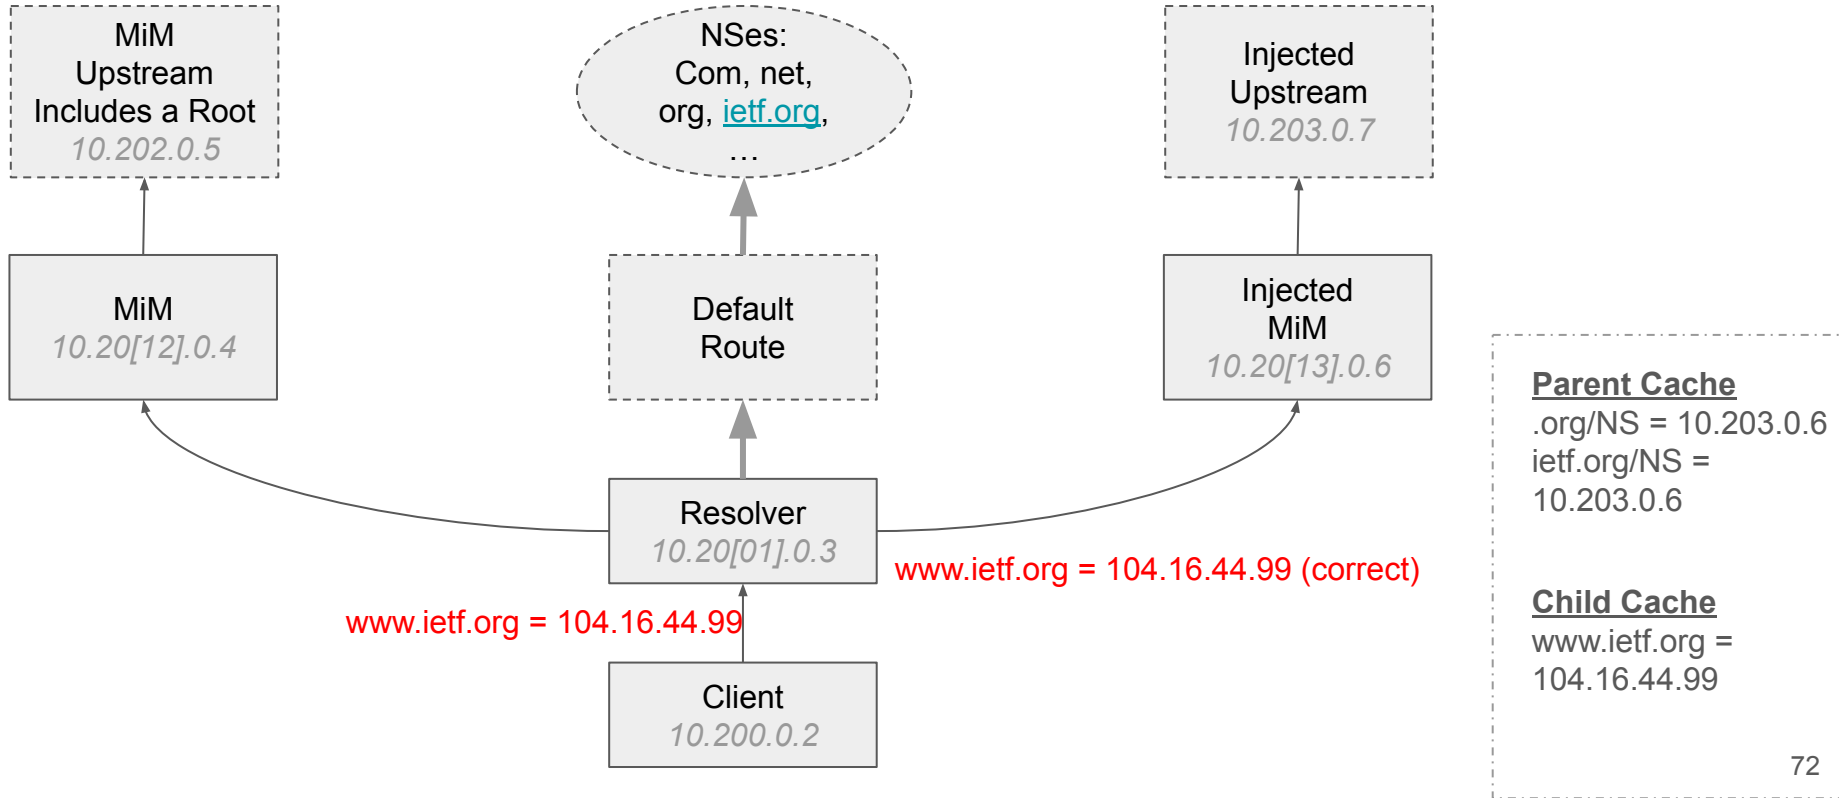 MiM
Upstream
Includes a Root
10.202.0.5
NSes:
Com, net,
org, ietf.org,
...
Injected
Upstream
10.203.0.7
MiM
10.20[12].0.4
Default
Route
Injected
MiM
10.20[13].0.6
Resolver
10.20[01].0.3
www.ietf.org = 104.16.44.99 (correct)
www.ietf.org = 104.16.44.99
Client
10.200.0.2
Parent Cache
.org/NS = 10.203.0.6
ietf.org/NS =
10.203.0.6
Child Cache
www.ietf.org =
104.16.44.99
72